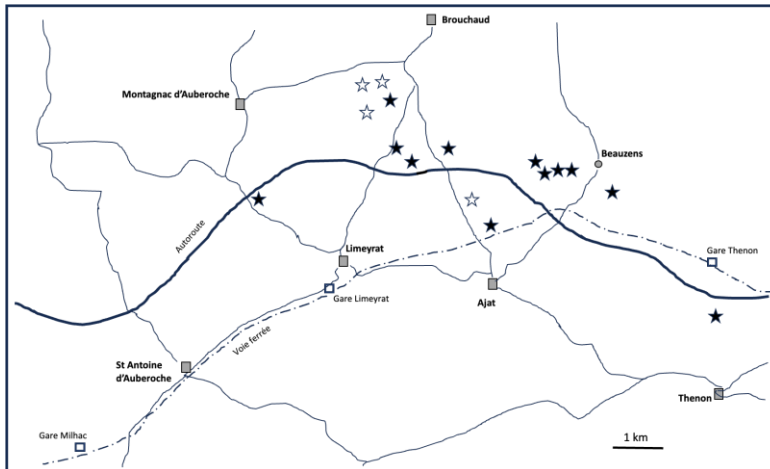 Brouchaud
Montagnac d'Auberoche
Beauzens
Autoroute
Limeyrat
Gare Thenon
Gare Limeyrat
Ajat
Voie ferrée
St Antoine
d'Auberoche
Thenon
Gare Milhac
1 km